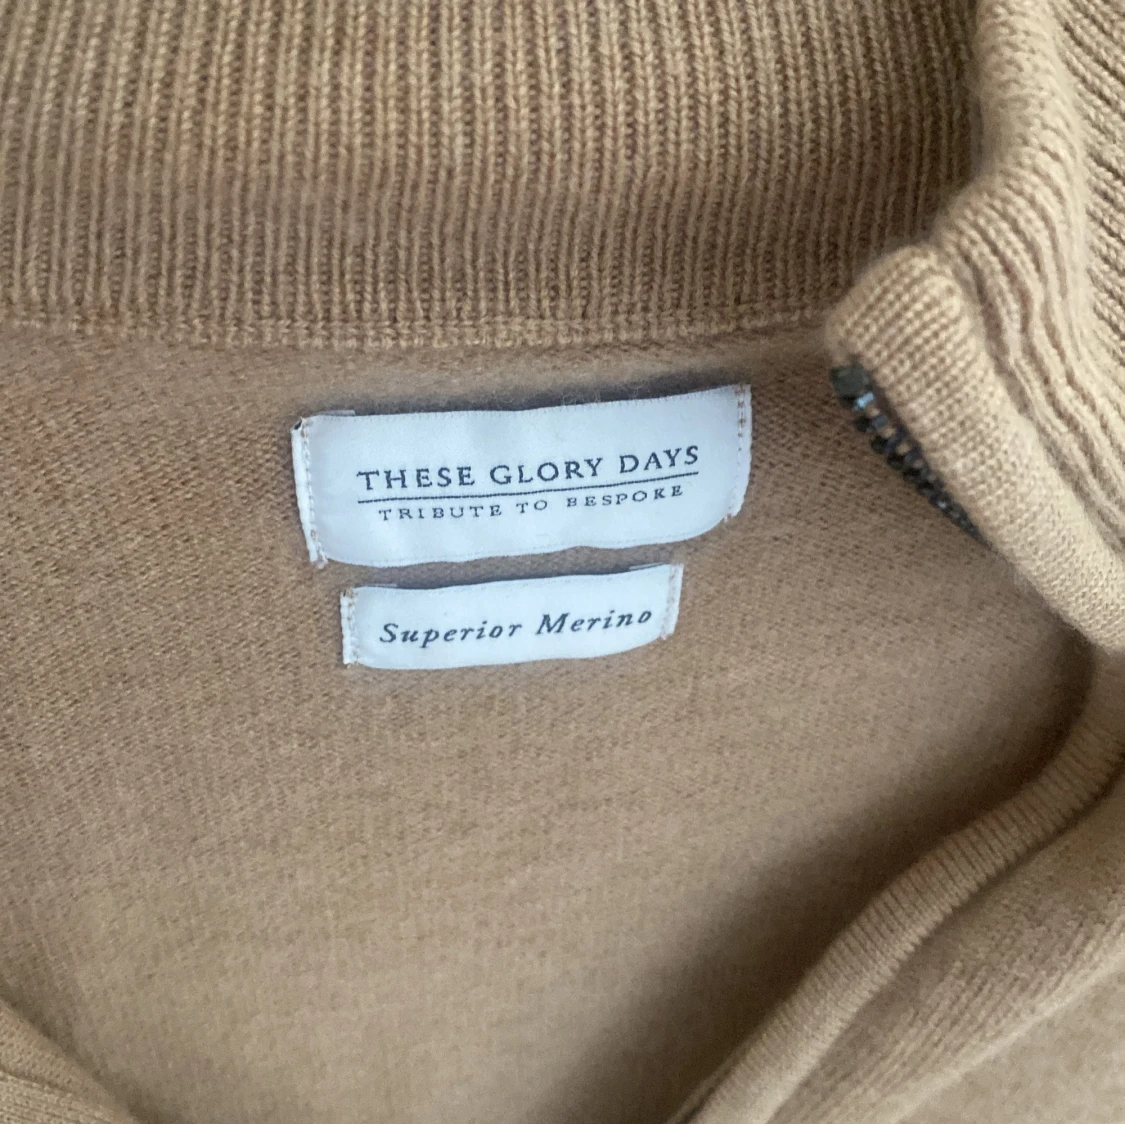 THESE GLORY DAYS
TRIBUTE TO BESPOKE
Superior Merino